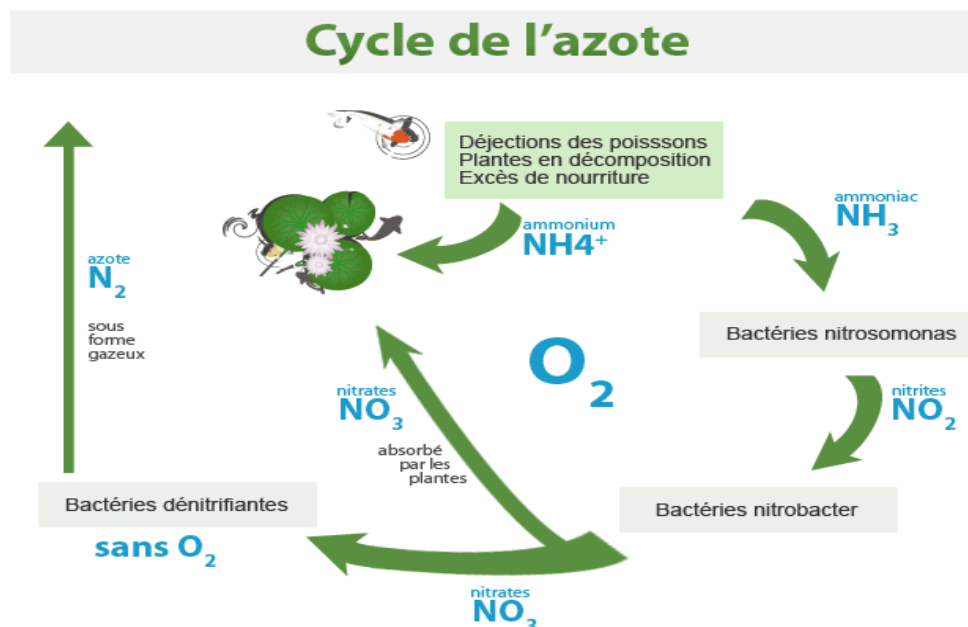 Cycle de l'azote
Déjections des poisssons
Plantes en décomposition
Excès de nourriture
ammoniac
NH₃
ammonium
NH4⁺
azote
N₂
sous
forme
gazeux
Bactéries nitrosomonas
O₂
nitrates
NO₃
nitrites
NO₂
absorbé
par les
plantes
Bactéries dénitrifiantes
sans O₂
Bactéries nitrobacter
nitrates
NO₃